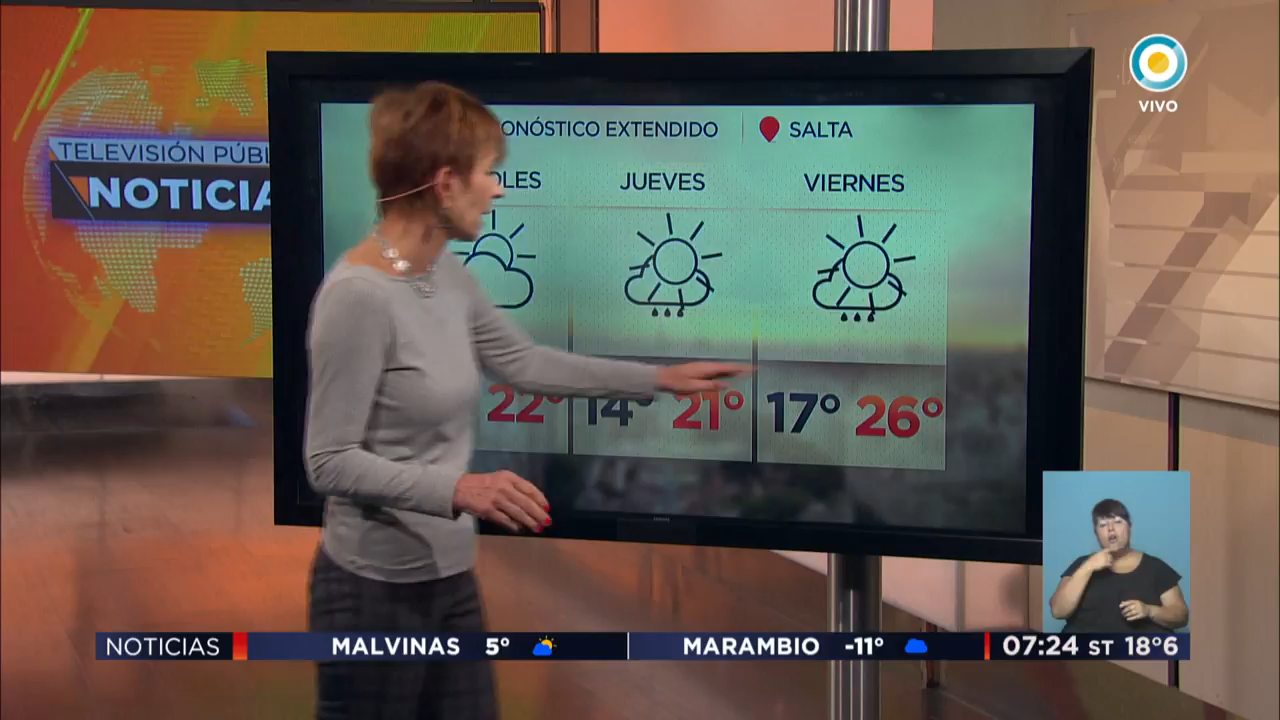 VIVO
TELEVISIÓN PÚBL
NOTICIA
ONÓSTICO EXTENDIDO
SALTA
OLES
JUEVES
VIERNES
22°
14° 21°
17° 26°
NOTICIAS
MALVINAS 5°
MARAMBIO -11°
07:24 ST 18°6